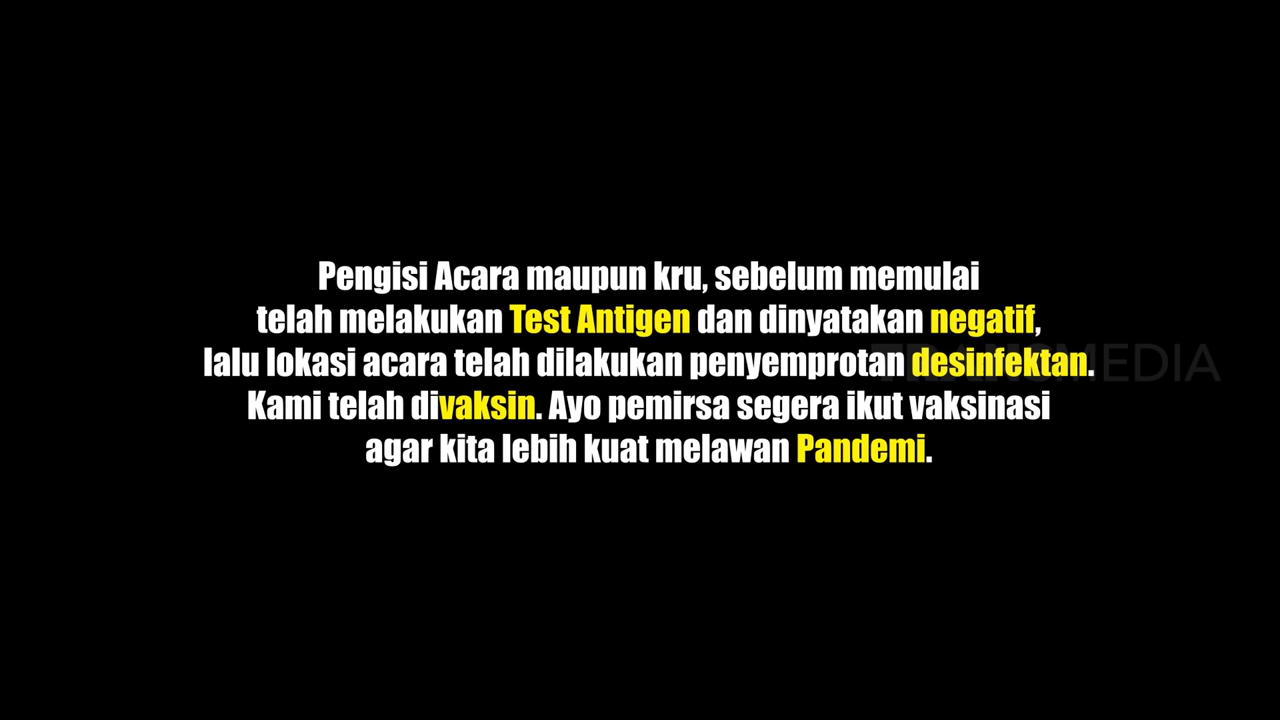 Pengisi Acara maupun kru, sebelum memulai
telah melakukan Test Antigen dan dinyatakan negatif,
lalu lokasi acara telah dilakukan penyemprotan desinfektan.
Kami telah divaksin. Ayo pemirsa segera ikut vaksinasi
agar kita lebih kuat melawan Pandemi.
TRANSMEDIA